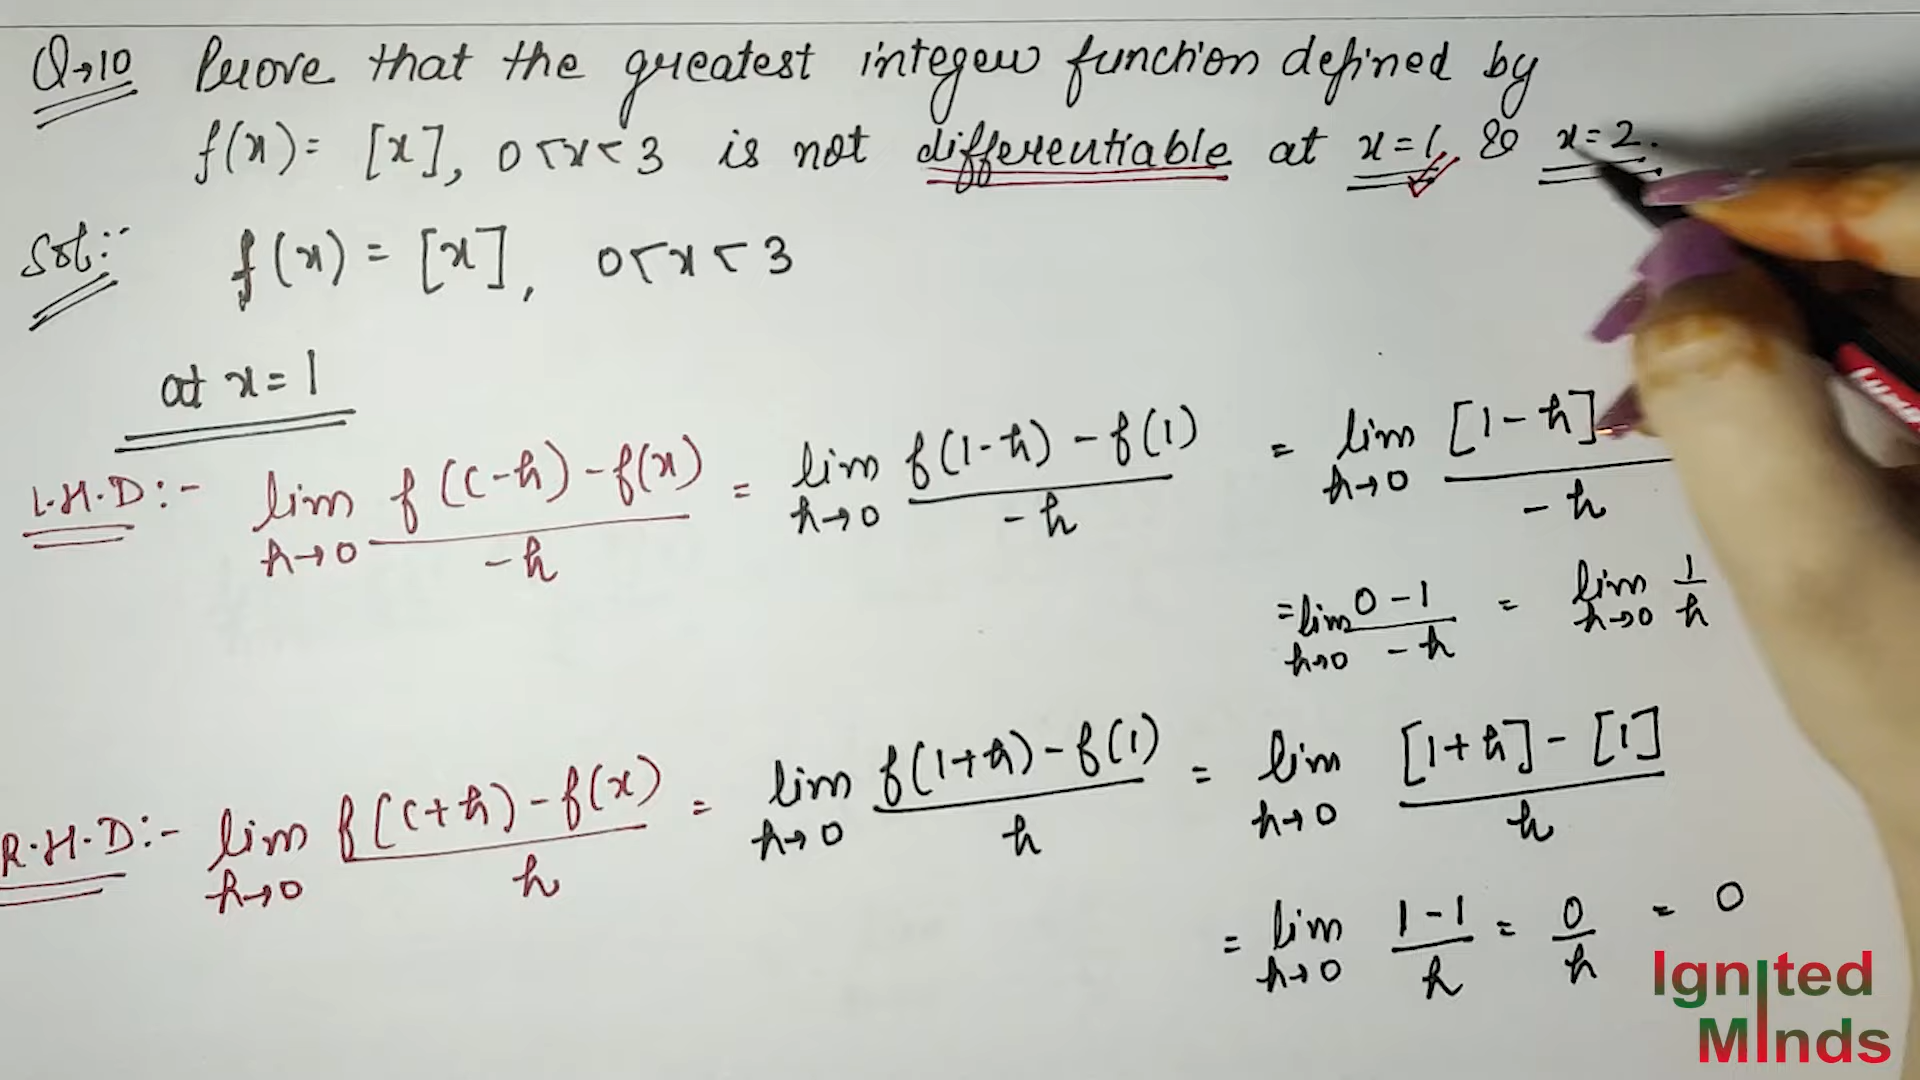 Q→10 Prove that the greatest integer function defined by
f(x) = [x], 0<x<3 is not differentiable at x=1 & x=2.
Sol:- f(x) = [x], 0<x<3
at x=1
L.H.D:- lim h→0 f(c-h)-f(x) / -h = lim h→0 f(1-h)-f(1) / -h = lim h→0 [1-h] / -h
= lim h→0 0-1 / -h = lim h→0 1/h
R.H.D:- lim h→0 f(c+h)-f(x) / h = lim h→0 f(1+h)-f(1) / h = lim h→0 [1+h]-[1] / h
= lim h→0 1-1 / h = 0/h = 0
Ignited
Minds